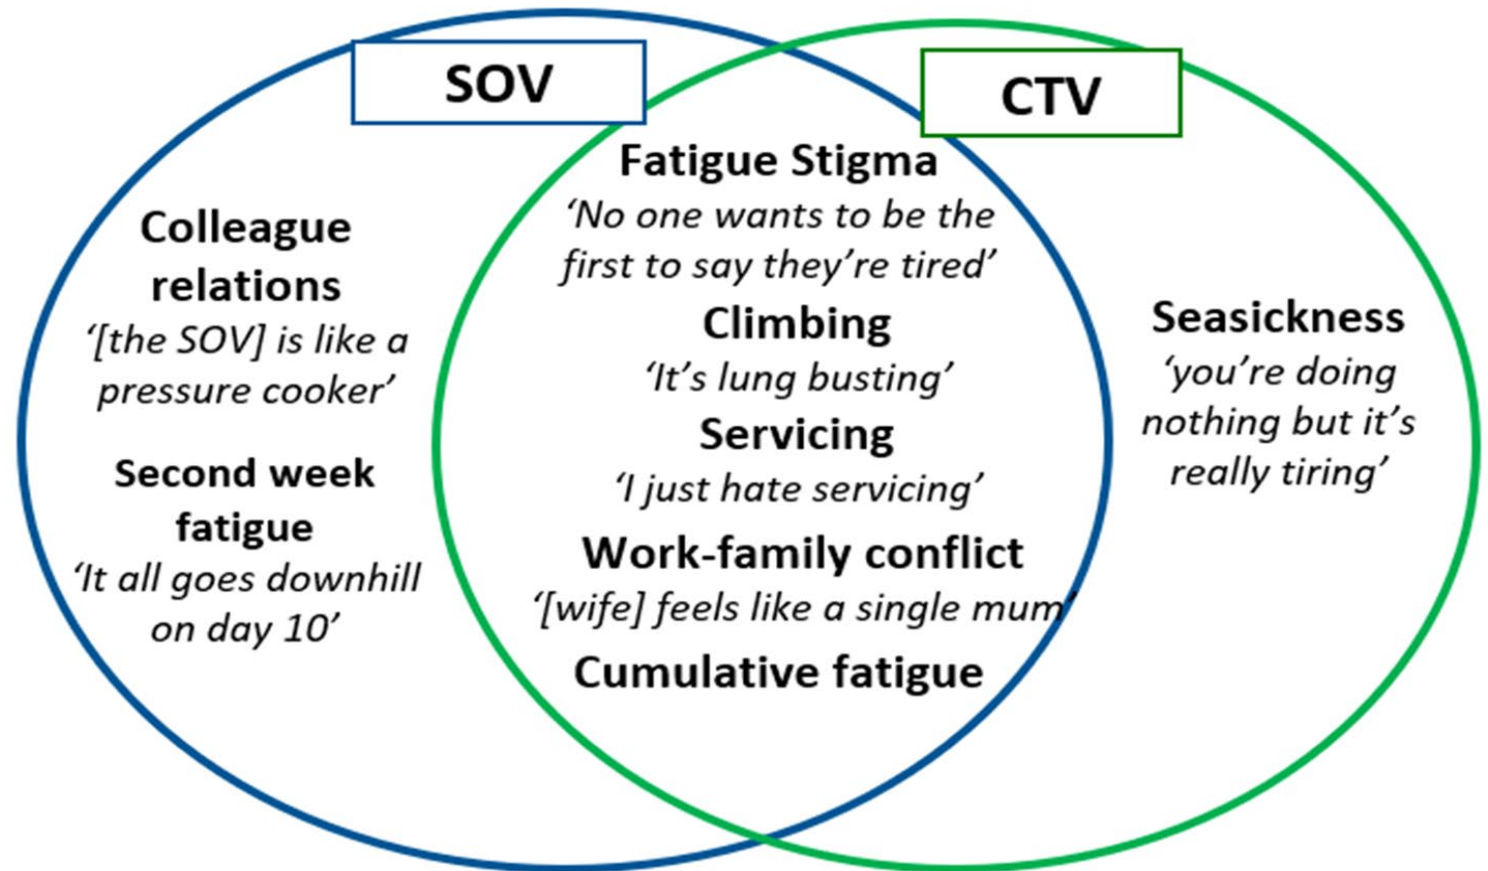 SOV
CTV
Colleague
relations
‘[the SOV] is like a
pressure cooker’
Second week
fatigue
‘It all goes downhill
on day 10’
Fatigue Stigma
‘No one wants to be the
first to say they’re tired’
Climbing
‘It’s lung busting’
Servicing
‘I just hate servicing’
Work-family conflict
‘[wife] feels like a single mum’
Cumulative fatigue
Seasickness
‘you’re doing
nothing but it’s
really tiring’